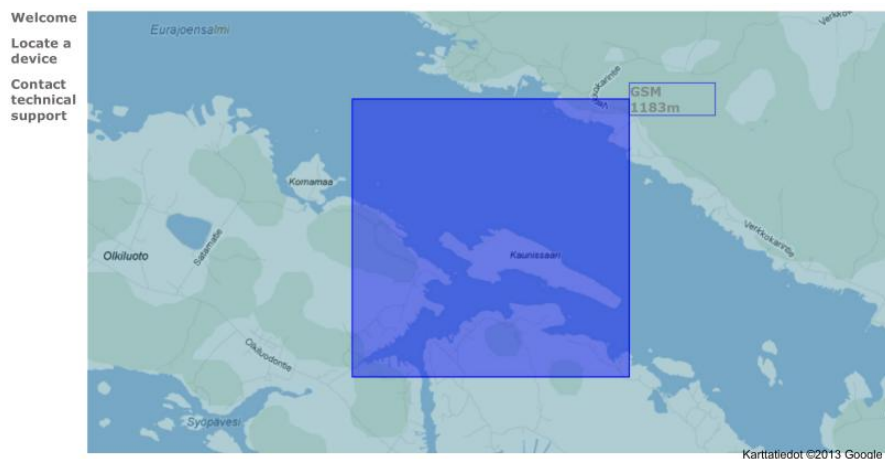 Welcome
Locate a
device
Contact
technical
support
Eurajoensalmi
Verkkokarintie
GSM
1183m
Kornamaa
Olkiluoto
Satamatie
Kaunissaari
Verkkokarintie
Olkiluodontie
Syöpävesi
Karttatiedot ©2013 Google